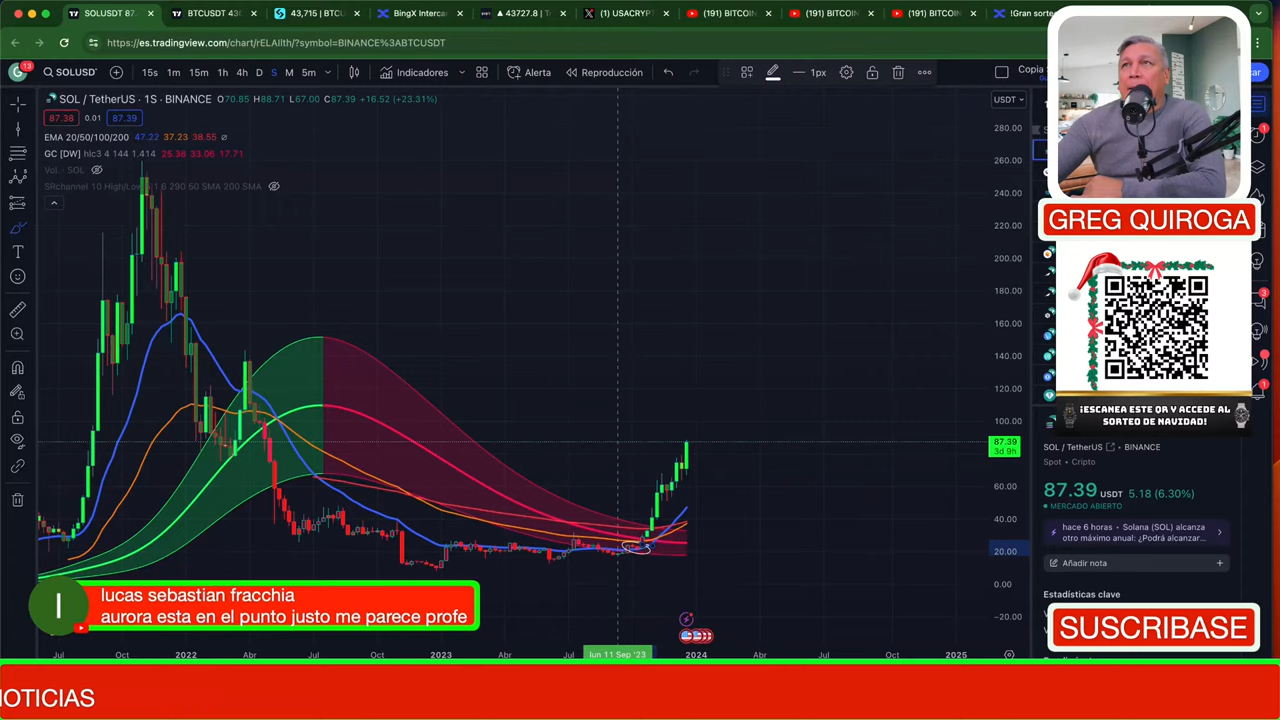 SOLUSDT 87.
BTCUSDT 43
43,715 | BTCU
BingX Interca
▲ 43727.8 | T
(1) USACRYP
(191) BITCOIN
(191) BITCOIN
(191) BITCOIN
!Gran sorte
https://es.tradingview.com/chart/rELAIlth/?symbol=BINANCE%3ABTCUSDT
13
SOLUSDT
15s 1m 15m 1h 4h D S M 5m
Indicadores
Alerta
Reproducción
1px
Copia S
SOL / TetherUS · 1S · BINANCE O70.85 H88.71 L67.00 C87.39 +16.52 (+23.31%)
USDT
87.38 0.01 87.39
EMA 20/50/100/200 47.22 37.23 38.55 ∅
GC [DW] hlc3 4 144 1.414 25.38 33.06 17.71
Vol. · SOL
SRchannel 10 High/Low 5 1 6 290 50 SMA 200 SMA
280.00
260.00
240.00
220.00
200.00
180.00
160.00
140.00
120.00
100.00
87.39
3d 9h
60.00
40.00
20.00
0.00
−20.00
Jul
Oct
2022
Abr
Jul
Oct
2023
Abr
Jul
lun 11 Sep '23
2024
Abr
Jul
Oct
2025
GREG QUIROGA
¡ESCANEA ESTE QR Y ACCEDE AL
SORTEO DE NAVIDAD!
SOL / TetherUS BINANCE
Spot • Cripto
87.39 USDT 5.18 (6.30%)
MERCADO ABIERTO
hace 6 horas • Solana (SOL) alcanza
otro máximo anual: ¿Podrá alcanzar...
Añadir nota
Estadísticas clave
SUSCRIBASE
l
lucas sebastian fracchia
aurora esta en el punto justo me parece profe
NOTICIAS